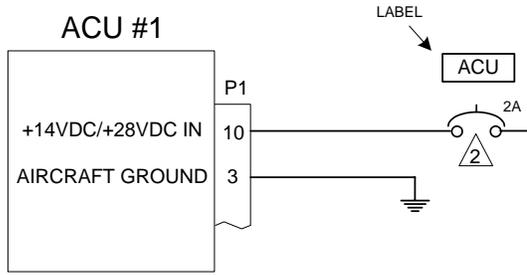 LABEL
ACU #1
ACU
P1
2A
+14VDC/+28VDC IN 10
2
AIRCRAFT GROUND 3